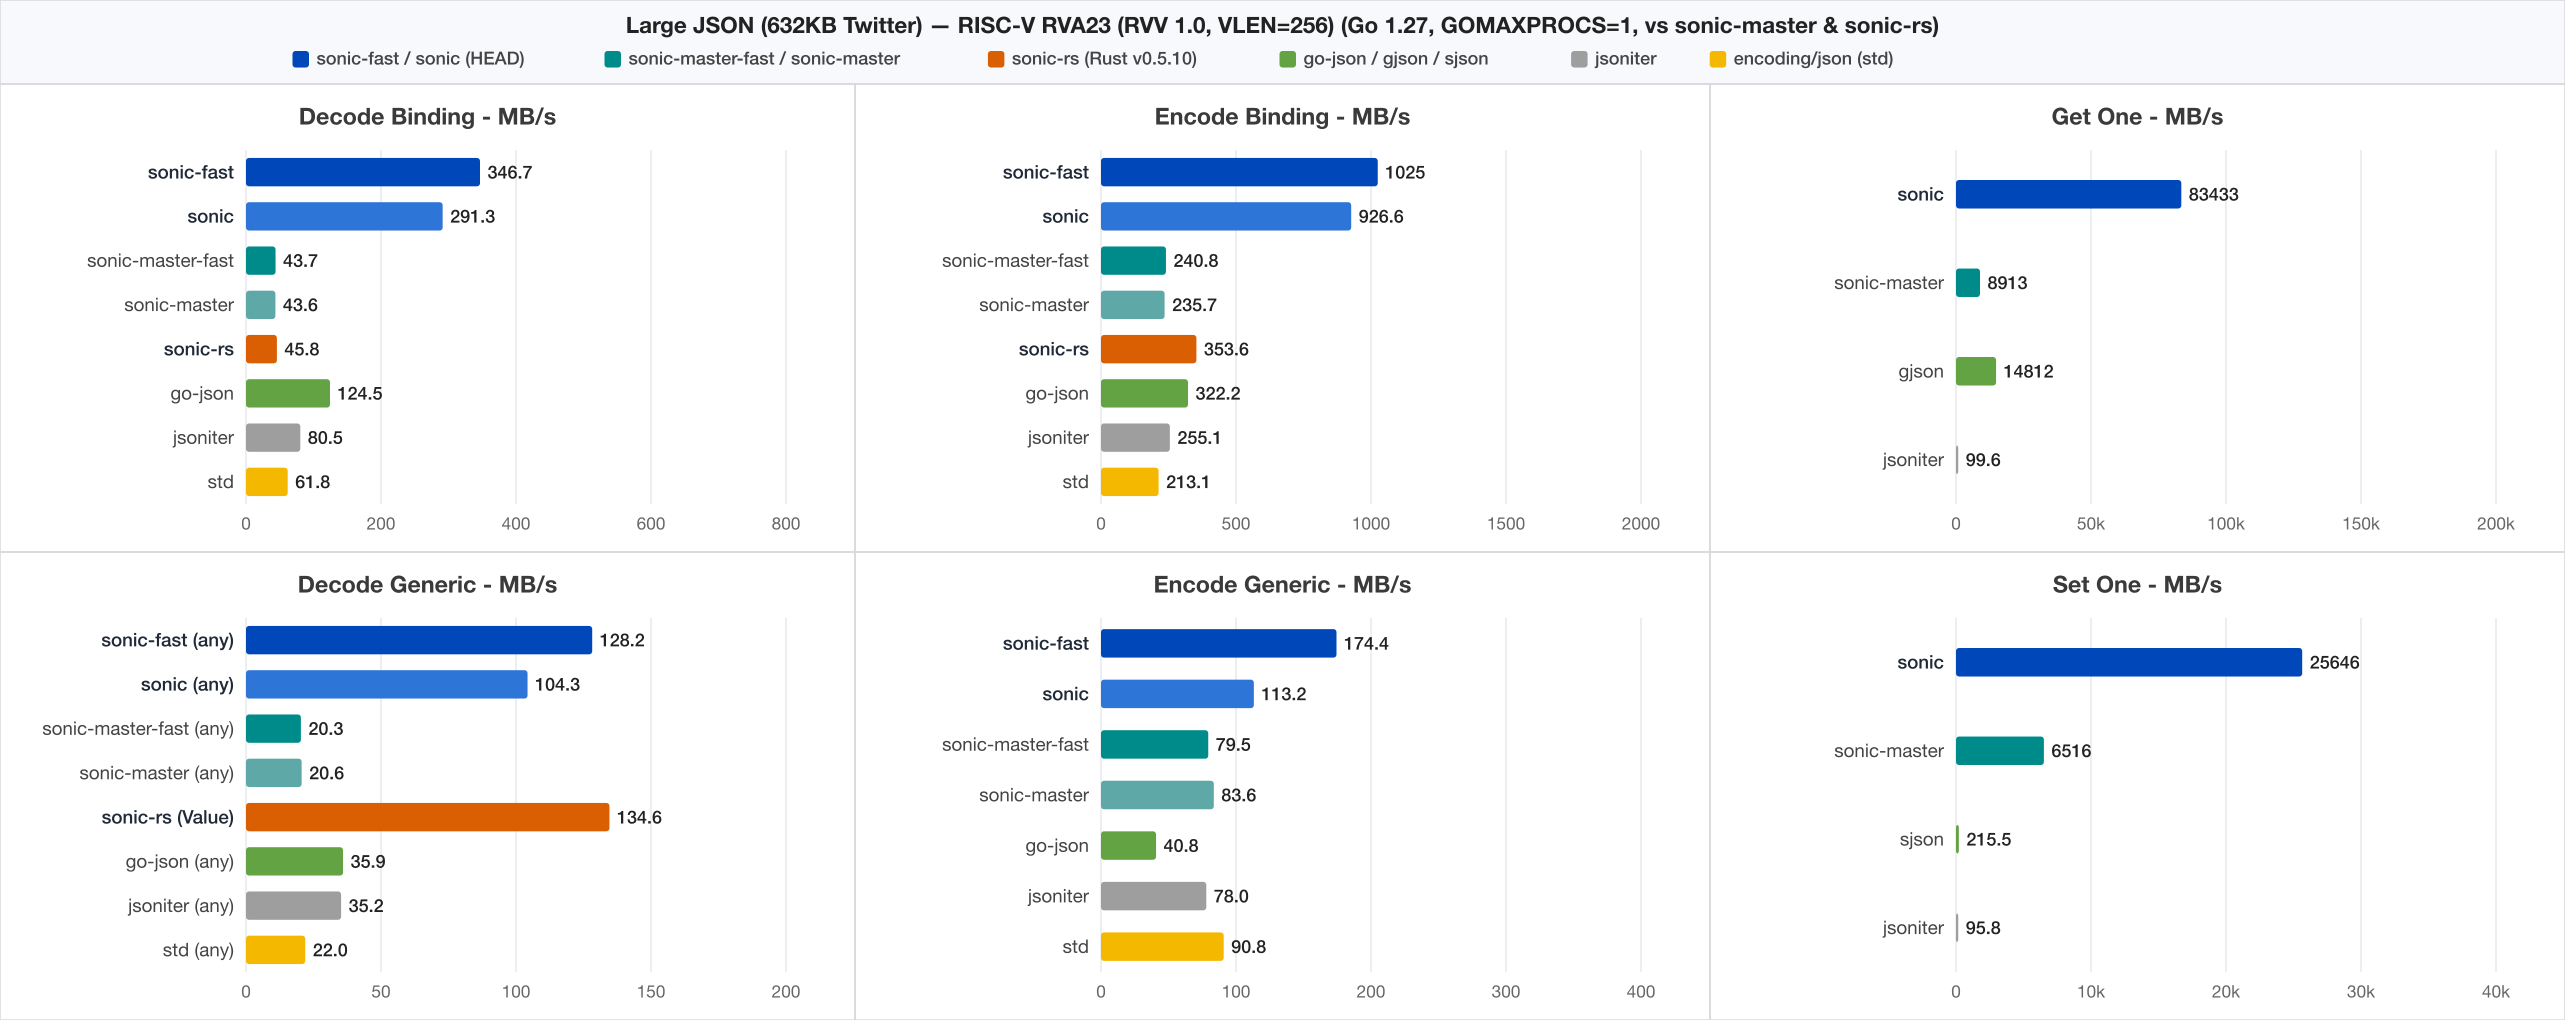 Large JSON (632KB Twitter) — RISC-V RVA23 (RVV 1.0, VLEN=256) (Go 1.27, GOMAXPROCS=1, vs sonic-master & sonic-rs)
sonic-fast / sonic (HEAD) sonic-master-fast / sonic-master sonic-rs (Rust v0.5.10) go-json / gjson / sjson jsoniter encoding/json (std)
Decode Binding - MB/s
sonic-fast 346.7
sonic 291.3
sonic-master-fast 43.7
sonic-master 43.6
sonic-rs 45.8
go-json 124.5
jsoniter 80.5
std 61.8
0 200 400 600 800
Encode Binding - MB/s
sonic-fast 1025
sonic 926.6
sonic-master-fast 240.8
sonic-master 235.7
sonic-rs 353.6
go-json 322.2
jsoniter 255.1
std 213.1
0 500 1000 1500 2000
Get One - MB/s
sonic 83433
sonic-master 8913
gjson 14812
jsoniter 99.6
0 50k 100k 150k 200k
Decode Generic - MB/s
sonic-fast (any) 128.2
sonic (any) 104.3
sonic-master-fast (any) 20.3
sonic-master (any) 20.6
sonic-rs (Value) 134.6
go-json (any) 35.9
jsoniter (any) 35.2
std (any) 22.0
0 50 100 150 200
Encode Generic - MB/s
sonic-fast 174.4
sonic 113.2
sonic-master-fast 79.5
sonic-master 83.6
go-json 40.8
jsoniter 78.0
std 90.8
0 100 200 300 400
Set One - MB/s
sonic 25646
sonic-master 6516
sjson 215.5
jsoniter 95.8
0 10k 20k 30k 40k